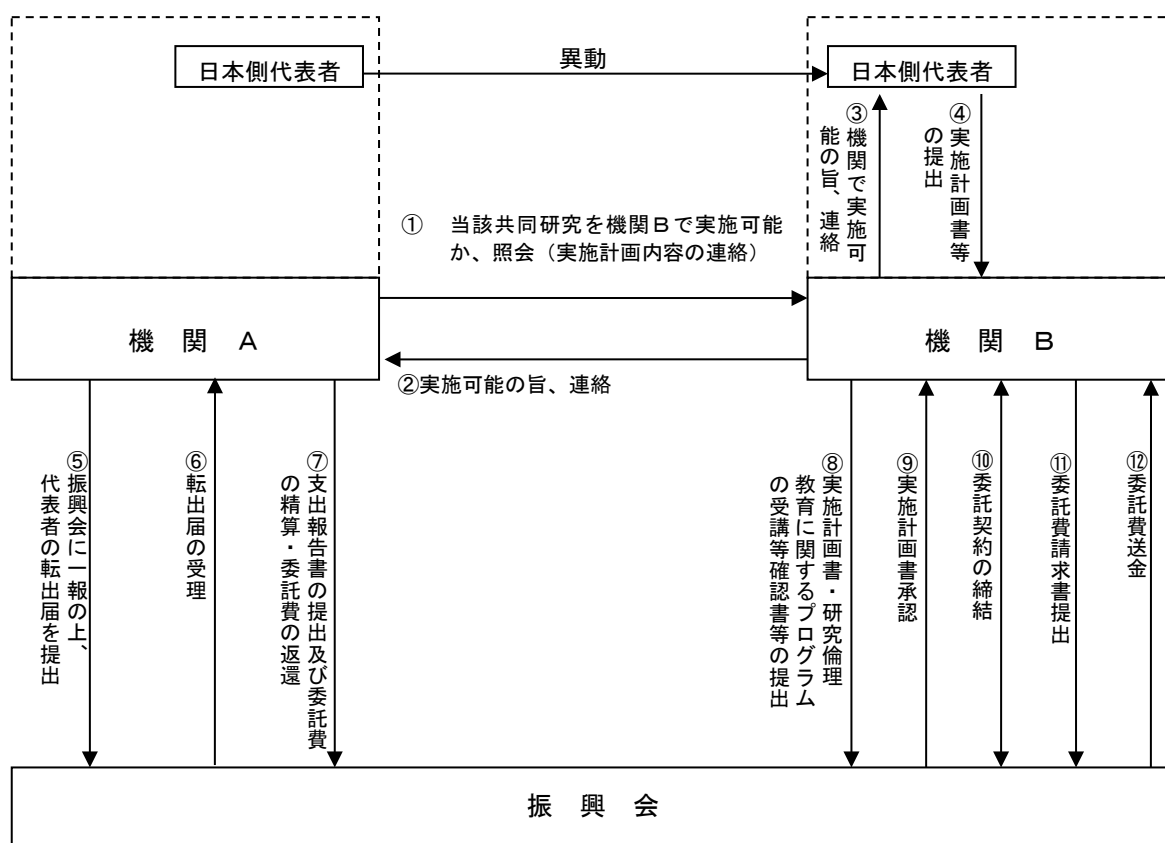 日本側代表者
異動
日本側代表者
③機関で実施可
能の旨、連絡
④実施計画書等
の提出
① 当該共同研究を機関Ｂで実施可能
か、照会（実施計画内容の連絡）
機 関 Ａ
機 関 Ｂ
②実施可能の旨、連絡
⑤振興会に一報の上、
代表者の転出届を提出
⑥転出届の受理
⑦支出報告書の提出及び委託費
の精算・委託費の返還
⑧実施計画書・研究倫理
教育に関するプログラム
の受講等確認書等の提出
⑨実施計画書承認
⑩委託契約の締結
⑪委託費請求書提出
⑫委託費送金
振 興 会